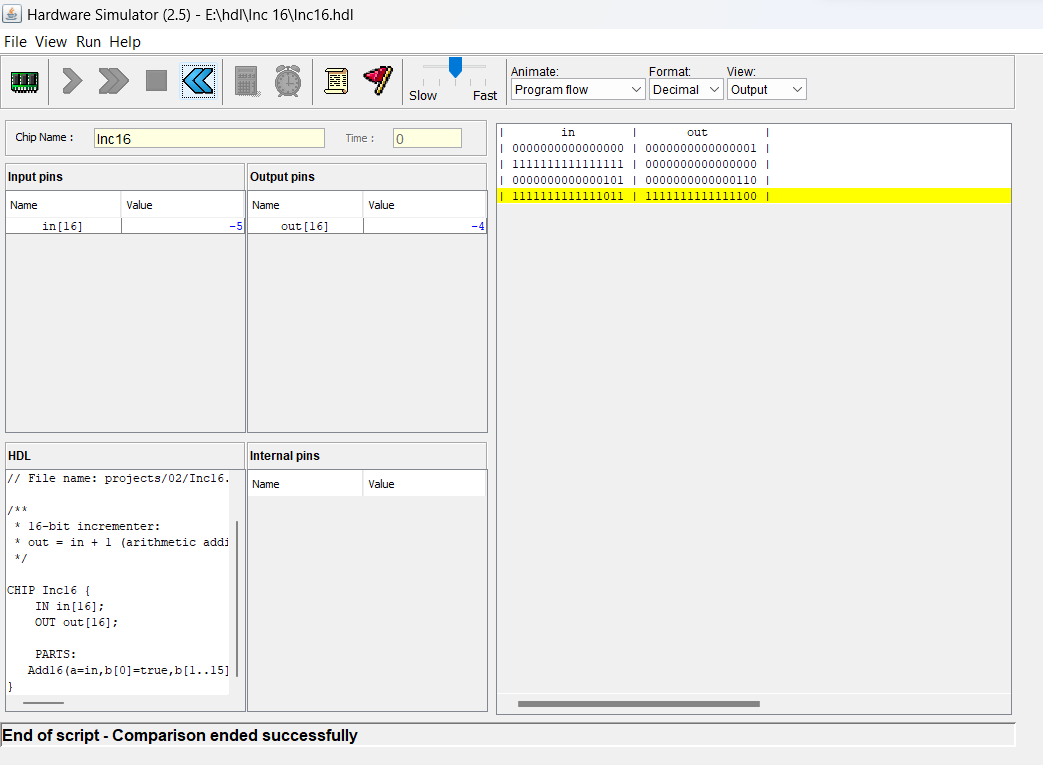 Hardware Simulator (2.5) - E:\hdl\Inc 16\Inc16.hdl
File View Run Help
Slow Fast
Animate:
Program flow
Format:
Decimal
View:
Output
Chip Name :
Inc16
Time :
0
Input pins
Name Value
in[16] -5
Output pins
Name Value
out[16] -4
HDL
// File name: projects/02/Inc16.
/**
* 16-bit incrementer:
* out = in + 1 (arithmetic addi
*/
CHIP Inc16 {
IN in[16];
OUT out[16];
PARTS:
Add16(a=in,b[0]=true,b[1..15]
}
Internal pins
Name Value
| in | out |
| 0000000000000000 | 0000000000000001 |
| 1111111111111111 | 0000000000000000 |
| 0000000000000101 | 0000000000000110 |
| 1111111111111011 | 1111111111111100 |
End of script - Comparison ended successfully